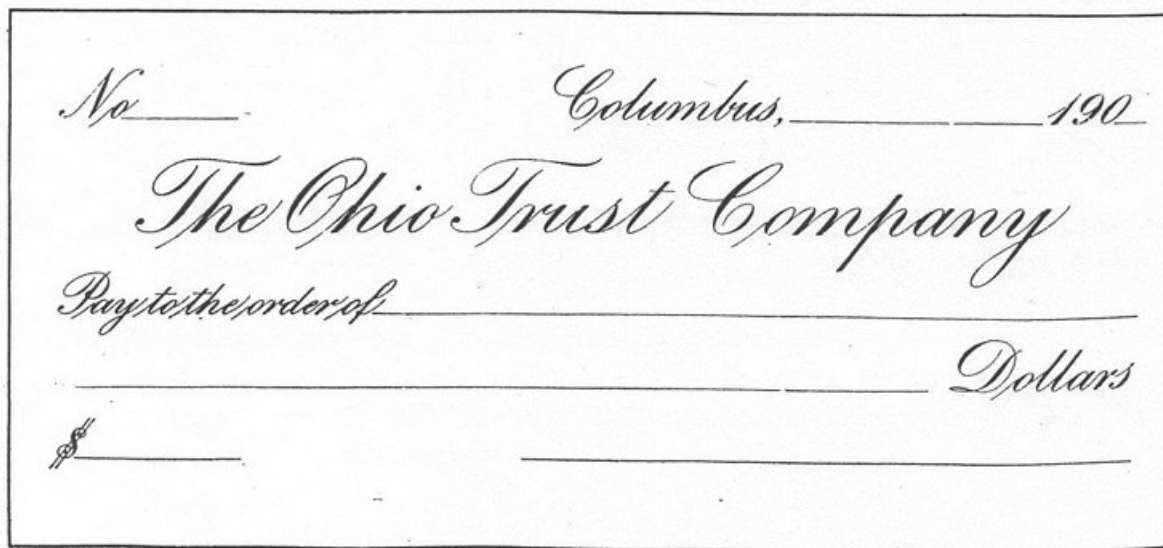 No Columbus, 190
The Ohio Trust Company
Pay to the order of
Dollars
$